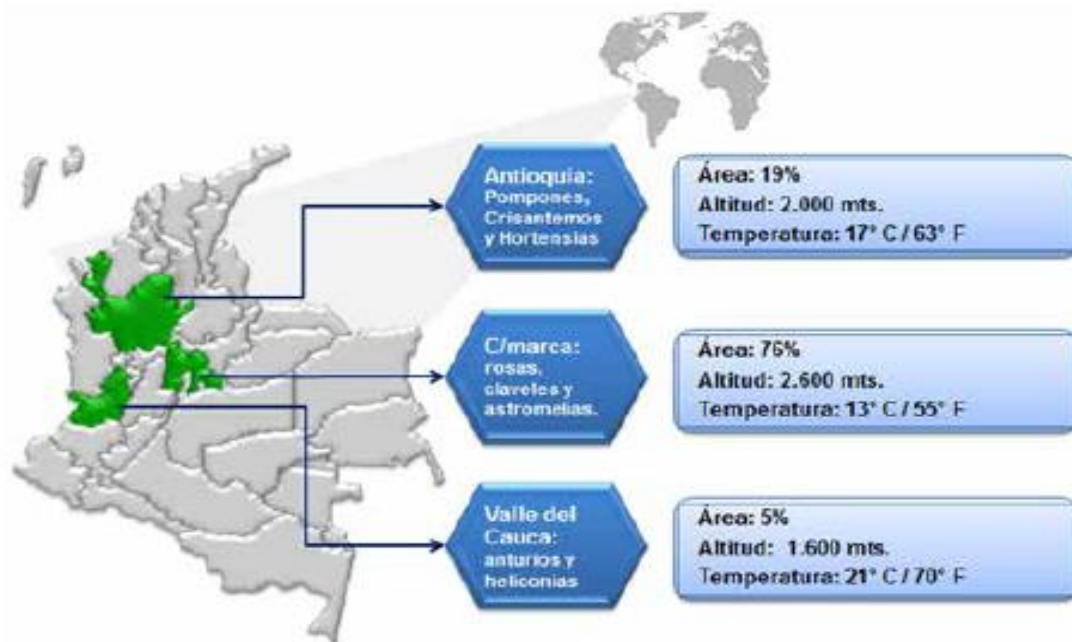 Antioquia:
Pompones,
Crisantemos
y Hortensias
Área: 19%
Altitud: 2.000 mts.
Temperatura: 17° C / 63° F
C/marca:
rosas,
claveles y
astromelias.
Área: 76%
Altitud: 2.600 mts.
Temperatura: 13° C / 55° F
Valle del
Cauca:
anturios y
heliconias
Área: 5%
Altitud: 1.600 mts.
Temperatura: 21° C / 70° F